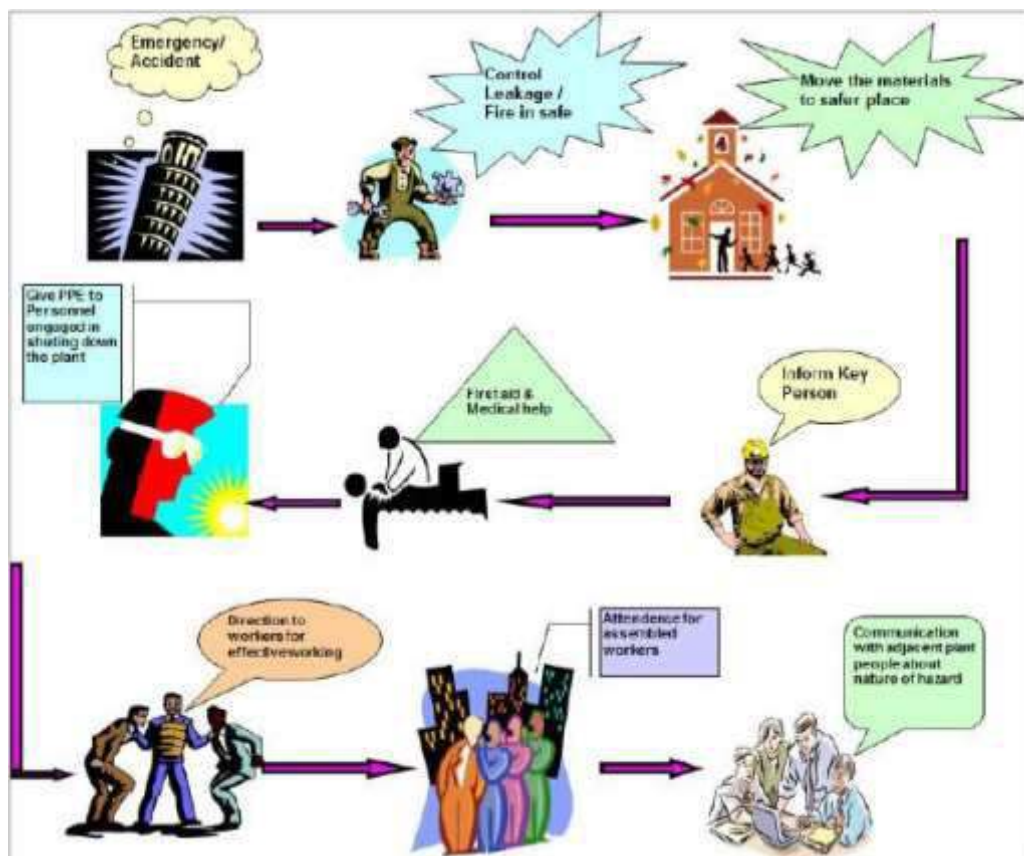 Emergency/
Accident
Control
Leakage /
Fire in safe
Move the materials
to safer place
4
Give PPE to
Personnel
engaged in
shuting down
the plant
First aid &
Medical help
Inform Key
Person
Direction to
workers for
effectiveworking
Attendence for
assembled
workers
Communication
with adjacent plant
people about
nature of hazard